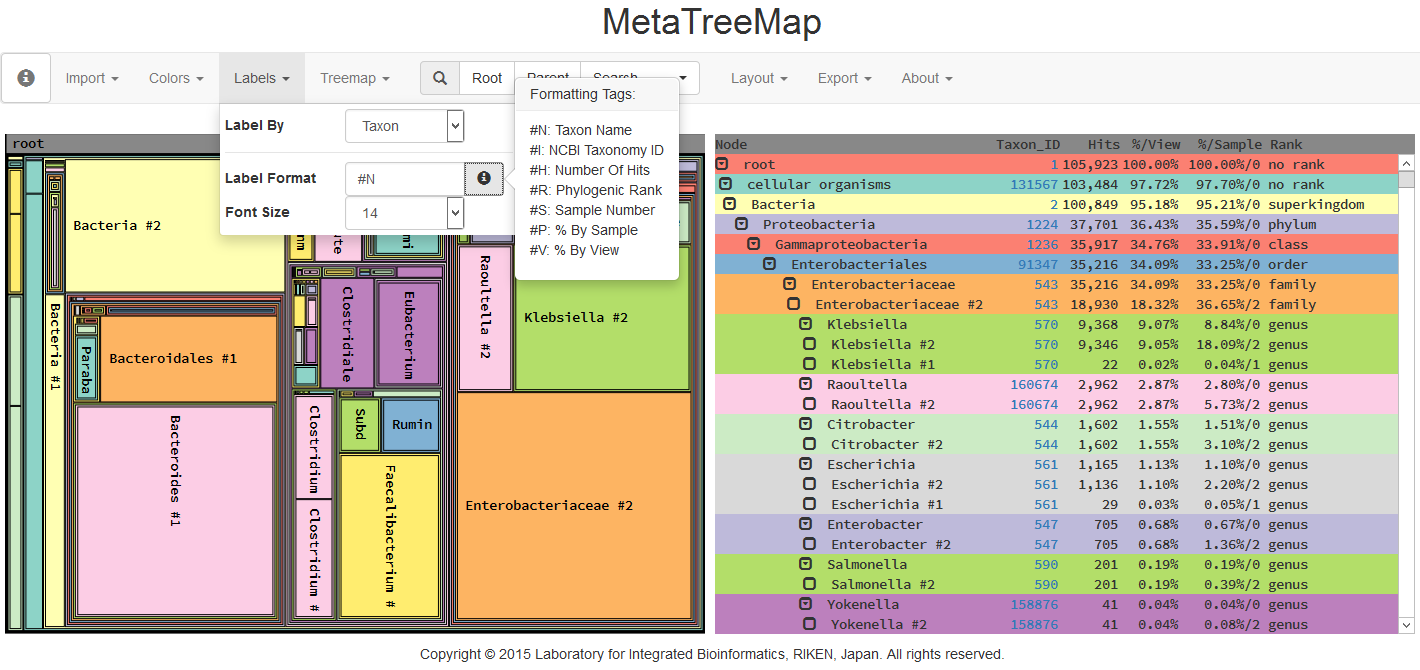 MetaTreeMap
Import Colors Labels Treemap Root Parent Search Layout Export About
Formatting Tags:
#N: Taxon Name
#I: NCBI Taxonomy ID
#H: Number Of Hits
#R: Phylogenic Rank
#S: Sample Number
#P: % By Sample
#V: % By View
Label By Taxon
Label Format #N
Font Size 14
root
Bacteria #2
Bacteria #1
Paraba
Bacteroidales #1
Bacteroides #1
Clostridiale
Eubacterium
Clostridium
Clostridium #
Subd
Rumin
Faecalibacterium #
Raoultella #2
Klebsiella #2
Enterobacteriaceae #2
Node Taxon_ID Hits %/View %/Sample Rank
root 1 105,923 100.00% 100.00%/0 no rank
cellular organisms 131567 103,484 97.72% 97.70%/0 no rank
Bacteria 2 100,849 95.18% 95.21%/0 superkingdom
Proteobacteria 1224 37,701 36.43% 35.59%/0 phylum
Gammaproteobacteria 1236 35,917 34.76% 33.91%/0 class
Enterobacteriales 91347 35,216 34.09% 33.25%/0 order
Enterobacteriaceae 543 35,216 34.09% 33.25%/0 family
Enterobacteriaceae #2 543 18,930 18.32% 36.65%/2 family
Klebsiella 570 9,368 9.07% 8.84%/0 genus
Klebsiella #2 570 9,346 9.05% 18.09%/2 genus
Klebsiella #1 570 22 0.02% 0.04%/1 genus
Raoultella 160674 2,962 2.87% 2.80%/0 genus
Raoultella #2 160674 2,962 2.87% 5.73%/2 genus
Citrobacter 544 1,602 1.55% 1.51%/0 genus
Citrobacter #2 544 1,602 1.55% 3.10%/2 genus
Escherichia 561 1,165 1.13% 1.10%/0 genus
Escherichia #2 561 1,136 1.10% 2.20%/2 genus
Escherichia #1 561 29 0.03% 0.05%/1 genus
Enterobacter 547 705 0.68% 0.67%/0 genus
Enterobacter #2 547 705 0.68% 1.36%/2 genus
Salmonella 590 201 0.19% 0.19%/0 genus
Salmonella #2 590 201 0.19% 0.39%/2 genus
Yokenella 158876 41 0.04% 0.04%/0 genus
Yokenella #2 158876 41 0.04% 0.08%/2 genus
Copyright © 2015 Laboratory for Integrated Bioinformatics, RIKEN, Japan. All rights reserved.